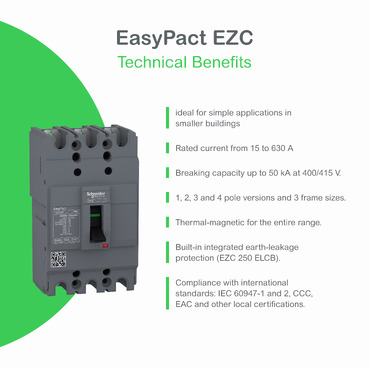 EasyPact EZC
Technical Benefits
ideal for simple applications in
smaller buildings
Rated current from 15 to 630 A
Breaking capacity up to 50 kA at 400/415 V.
1, 2, 3 and 4 pole versions and 3 frame sizes.
Thermal-magnetic for the entire range.
Built-in integrated earth-leakage
protection (EZC 250 ELCB).
Compliance with international
standards: IEC 60947-1 and 2, CCC,
EAC and other local certifications.
Schneider